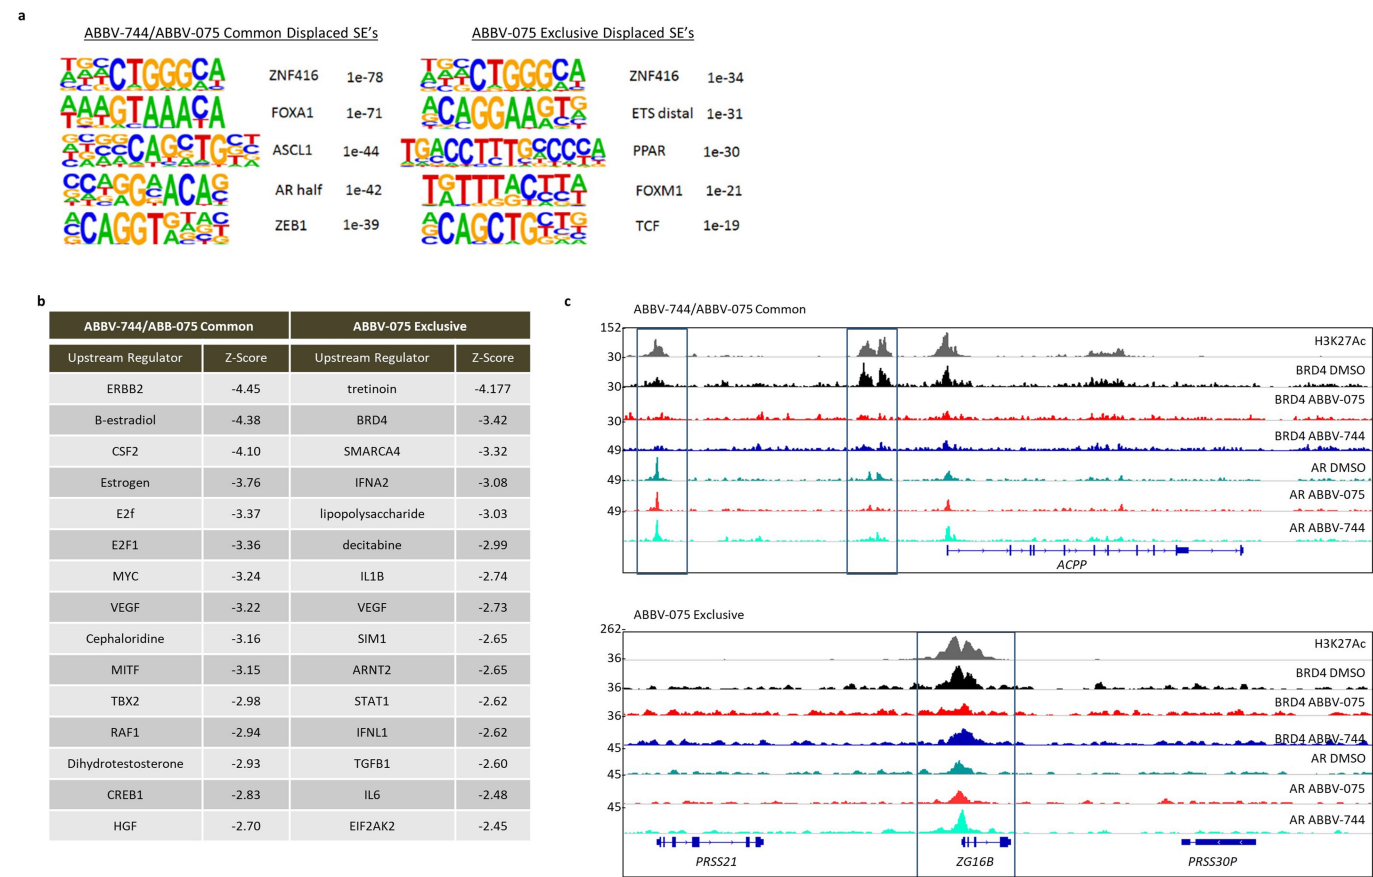 a
ABBV-744/ABBV-075 Common Displaced SE's
ABBV-075 Exclusive Displaced SE's
ZNF416 1e-78
FOXA1 1e-71
ASCL1 1e-44
AR half 1e-42
ZEB1 1e-39
ZNF416 1e-34
ETS distal 1e-31
PPAR 1e-30
FOXM1 1e-21
TCF 1e-19
b
ABBV-744/ABB-075 Common ABBV-075 Exclusive
Upstream Regulator Z-Score Upstream Regulator Z-Score
ERBB2 -4.45 tretinoin -4.177
B-estradiol -4.38 BRD4 -3.42
CSF2 -4.10 SMARCA4 -3.32
Estrogen -3.76 IFNA2 -3.08
E2f -3.37 lipopolysaccharide -3.03
E2F1 -3.36 decitabine -2.99
MYC -3.24 IL1B -2.74
VEGF -3.22 VEGF -2.73
Cephaloridine -3.16 SIM1 -2.65
MITF -3.15 ARNT2 -2.65
TBX2 -2.98 STAT1 -2.62
RAF1 -2.94 IFNL1 -2.62
Dihydrotestosterone -2.93 TGFB1 -2.60
CREB1 -2.83 IL6 -2.48
HGF -2.70 EIF2AK2 -2.45
c
ABBV-744/ABBV-075 Common
152
H3K27Ac
30
BRD4 DMSO
30
BRD4 ABBV-075
30
BRD4 ABBV-744
49
AR DMSO
49
AR ABBV-075
49
AR ABBV-744
ACPP
ABBV-075 Exclusive
262
H3K27Ac
36
BRD4 DMSO
36
BRD4 ABBV-075
36
BRD4 ABBV-744
45
AR DMSO
45
AR ABBV-075
45
AR ABBV-744
PRSS21 ZG16B PRSS30P